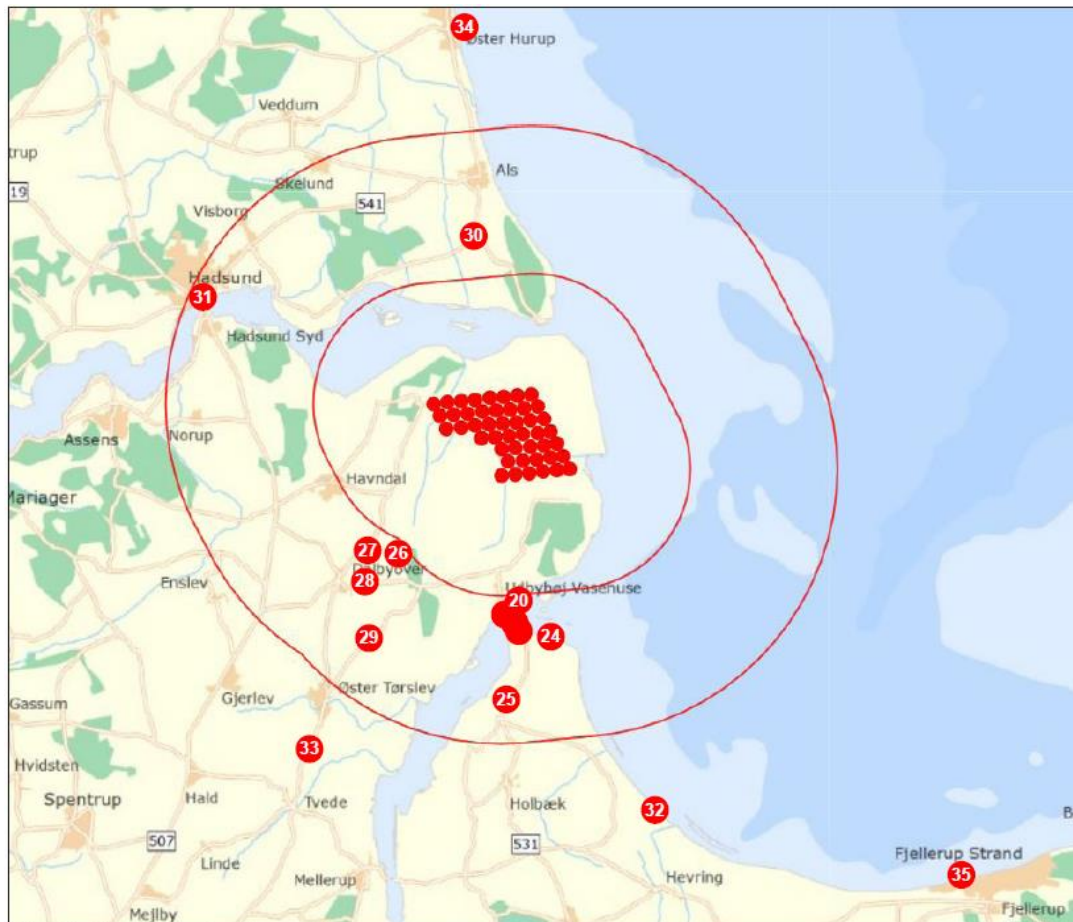 34
Øster Hurup
Veddum
trup
Als
19
Skelund
541
Visborg
30
Hadsund
31
Hadsund Syd
Assens
Norup
Havndal
Mariager
27
26
28
Udbyhøj Vasenuse
Enslev
20
29
24
Gjerlev
Øster Tørslev
25
Gassum
33
Hvidsten
Spentrup
Hald
Tvede
Holbæk
32
507
531
Linde
Fjellerup Strand
35
Mellerup
Hevring
Mejlby
Fjellerup
B